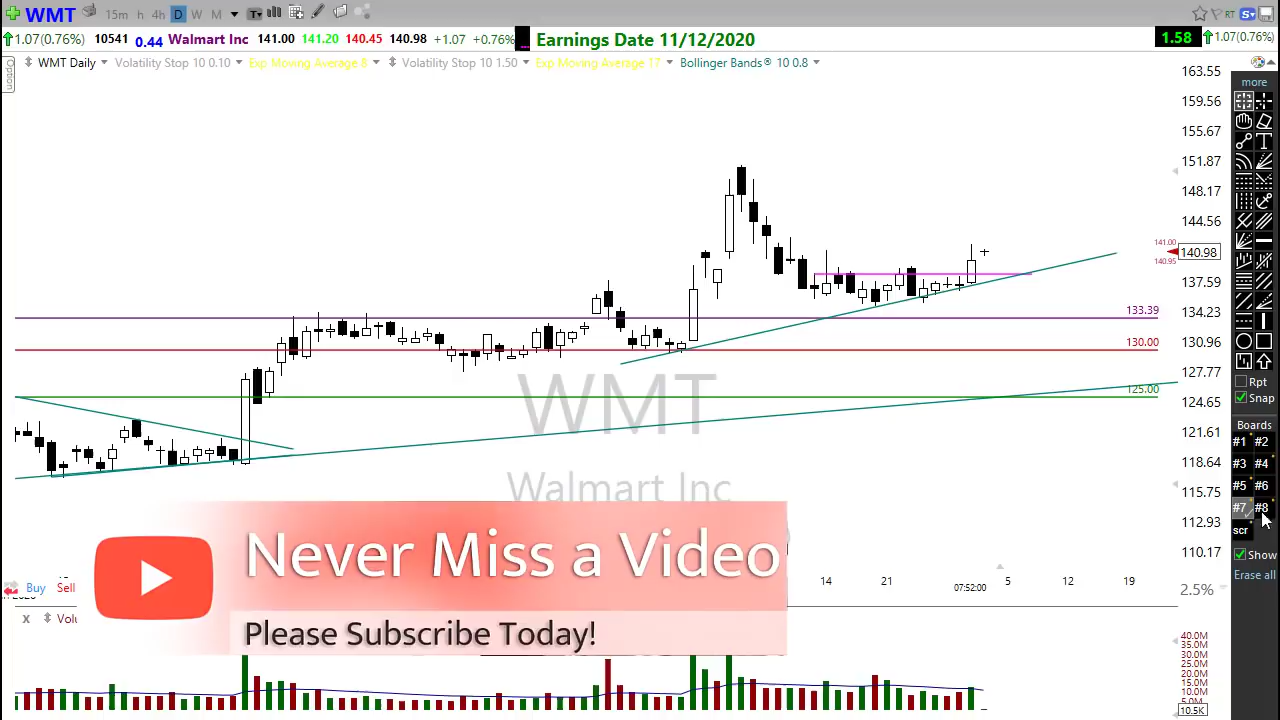 WMT 15m h 4h D W M T RT S
1.07(0.76%) 10541 0.44 Walmart Inc 141.00 141.20 140.45 140.98 +1.07 +0.76% Earnings Date 11/12/2020 1.58 1.07(0.76%)
Option
WMT Daily Volatility Stop 10 0.10 Exp Moving Average 8 Volatility Stop 10 1.50 Exp Moving Average 17 Bollinger Bands® 10 0.8
163.55
more
159.56
155.67
151.87
148.17
144.56
141.00
140.98
140.95
137.59
133.39
134.23
130.00
130.96
127.77
Rpt
125.00
Snap
124.65
WMT
Boards
121.61
#1 #2
118.64
#3 #4
Walmart Inc
115.75
#5 #6
#7 #8
112.93
scr
Never Miss a Video
110.17
Show
Buy Sell
14 21 07:52:00 5 12 19
2.5%
Erase all
x Volu
Please Subscribe Today!
40.0M
35.0M
30.0M
25.0M
20.0M
15.0M
10.0M
5.0M
10.5K